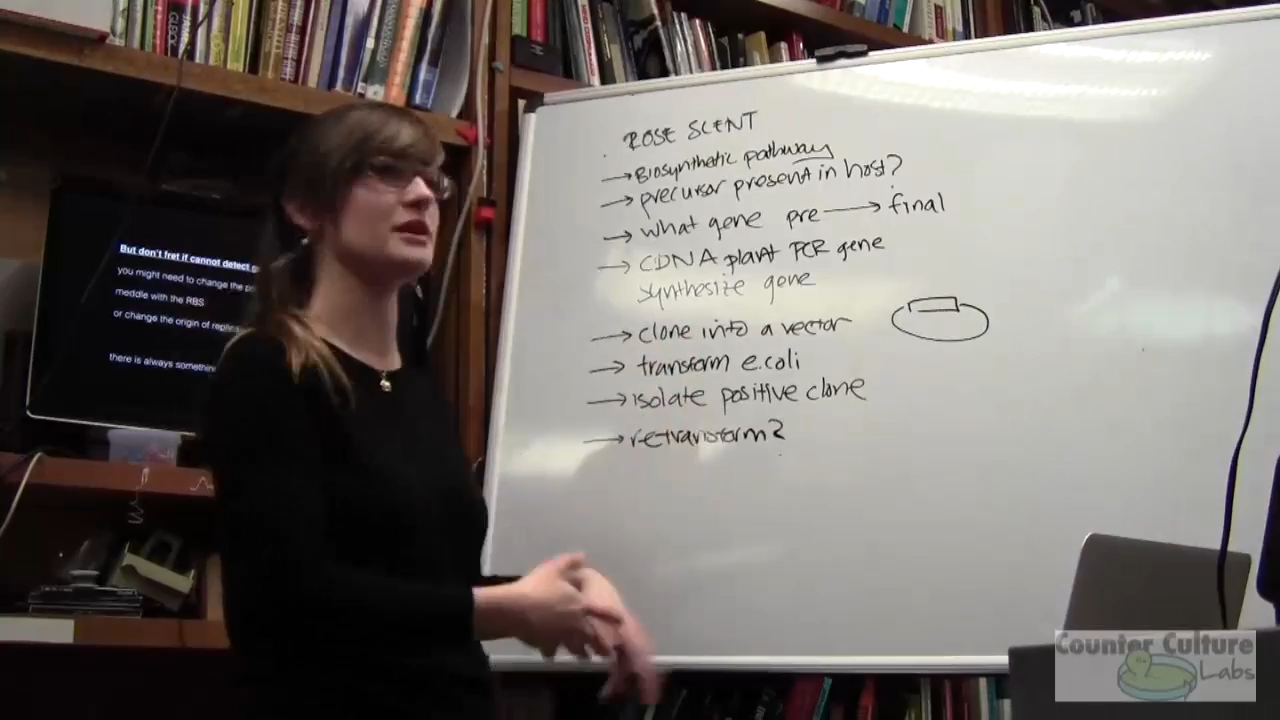 ROSE SCENT
→ Biosynthetic pathway
→ precursor present in host?
→ what gene pre → final
→ CDNA plant PCR gene
synthesize gene
→ clone into a vector
→ transform e.coli
→ isolate positive clone
→ retransform?
But don't fret if cannot detect
you might need to change the
meddle with the RBS
or change the origin of
there is always
Counter Culture
Labs